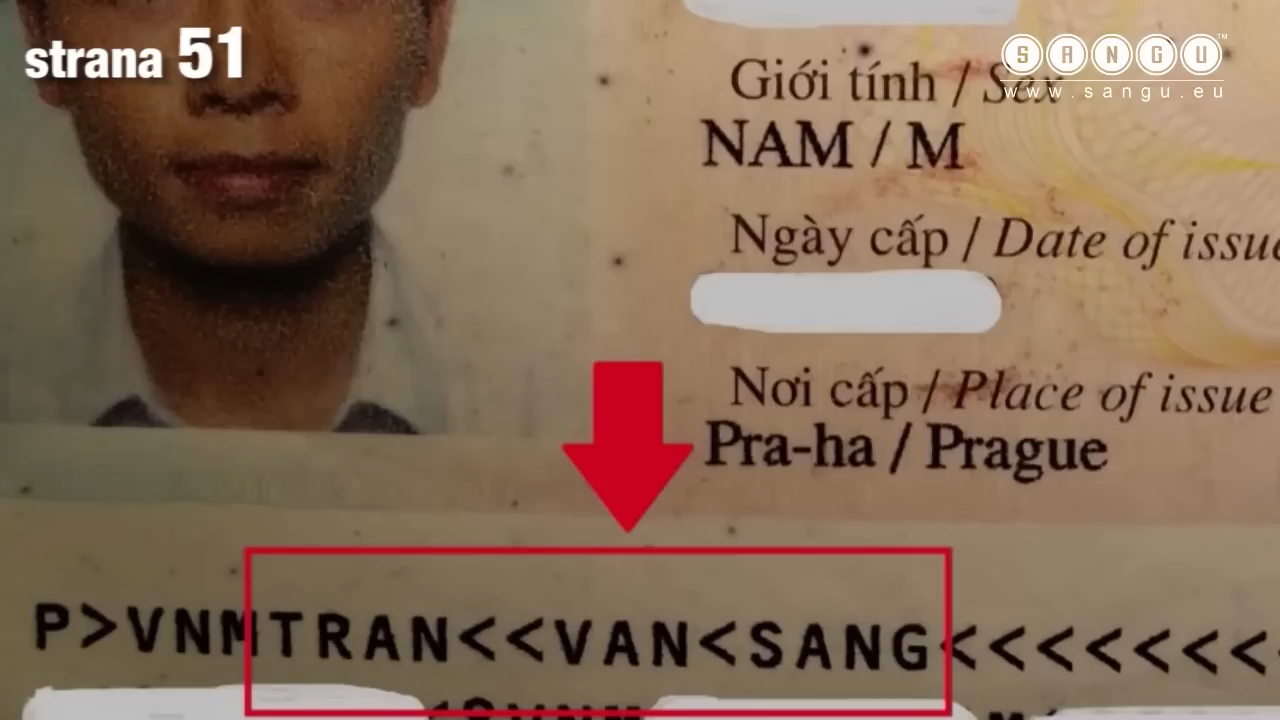 strana 51
SANGU™
www.sangu.eu
Giới tính / Sex
NAM / M
Ngày cấp / Date of issue
Nơi cấp / Place of issue
Pra-ha / Prague
P>VNMTRAN<<VAN<SANG<<<<<<<